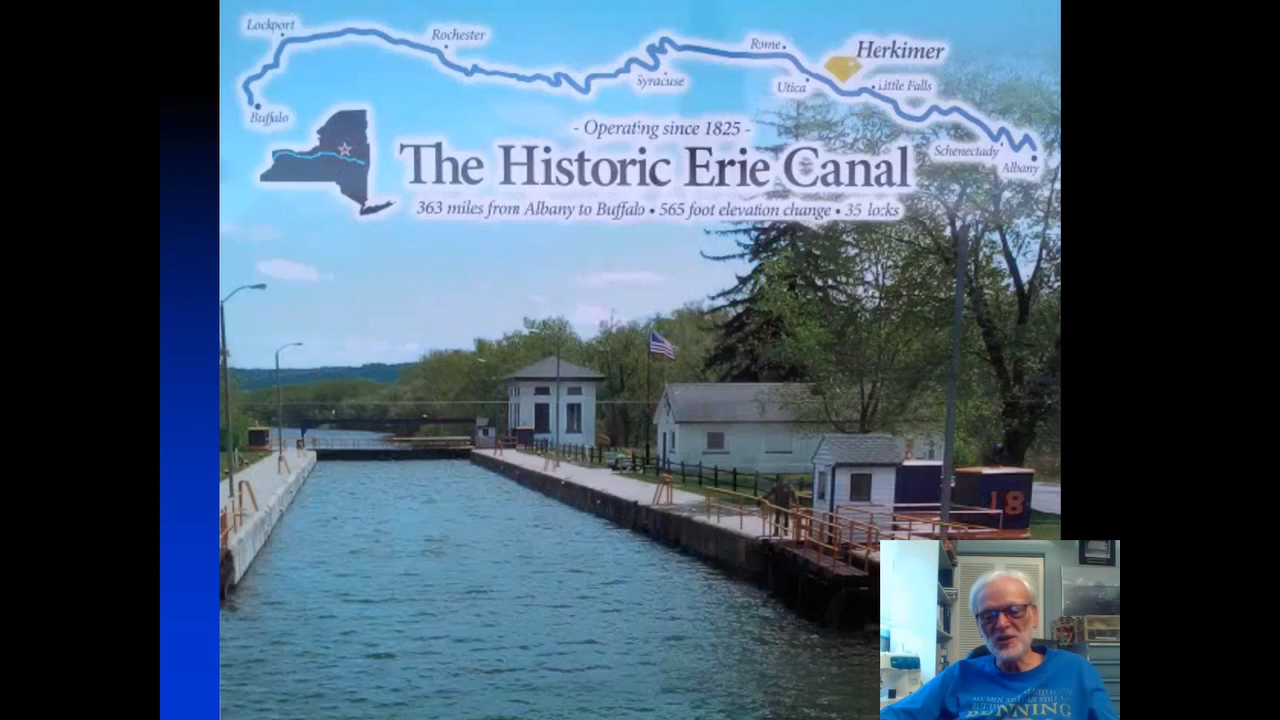 Lockport
Rochester
Rome
Herkimer
Syracuse
Utica
Little Falls
Buffalo
Schenectady
Albany
- Operating since 1825 -
The Historic Erie Canal
363 miles from Albany to Buffalo • 565 foot elevation change • 35 locks
18
RUNNING